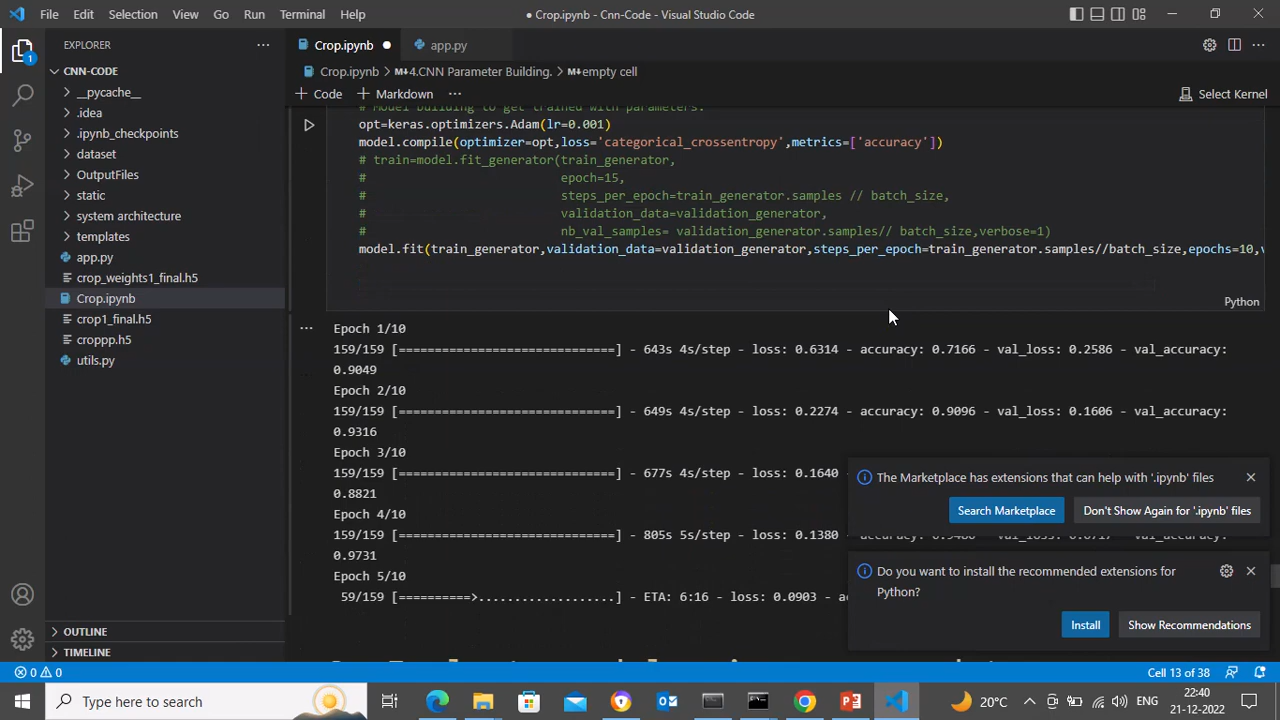 File Edit Selection View Go Run Terminal Help
● Crop.ipynb - Cnn-Code - Visual Studio Code
EXPLORER
Crop.ipynb ●
app.py
CNN-CODE
Crop.ipynb > M↓4.CNN Parameter Building. > M↓empty cell
__pycache__
+ Code + Markdown ...
Select Kernel
.idea
.ipynb_checkpoints
dataset
OutputFiles
static
system architecture
templates
app.py
crop_weights1_final.h5
Crop.ipynb
crop1_final.h5
croppp.h5
utils.py
OUTLINE
TIMELINE
# Model building to get trained with parameters.
opt=keras.optimizers.Adam(lr=0.001)
model.compile(optimizer=opt,loss='categorical_crossentropy',metrics=['accuracy'])
# train=model.fit_generator(train_generator,
# epoch=15,
# steps_per_epoch=train_generator.samples // batch_size,
# validation_data=validation_generator,
# nb_val_samples= validation_generator.samples// batch_size,verbose=1)
model.fit(train_generator,validation_data=validation_generator,steps_per_epoch=train_generator.samples//batch_size,epochs=10,
Python
Epoch 1/10
159/159 [==============================] - 643s 4s/step - loss: 0.6314 - accuracy: 0.7166 - val_loss: 0.2586 - val_accuracy:
0.9049
Epoch 2/10
159/159 [==============================] - 649s 4s/step - loss: 0.2274 - accuracy: 0.9096 - val_loss: 0.1606 - val_accuracy:
0.9316
Epoch 3/10
159/159 [==============================] - 677s 4s/step - loss: 0.1640
0.8821
Epoch 4/10
159/159 [==============================] - 805s 5s/step - loss: 0.1380
0.9731
Epoch 5/10
59/159 [==========>...................] - ETA: 6:16 - loss: 0.0903
The Marketplace has extensions that can help with '.ipynb' files
Search Marketplace
Don't Show Again for '.ipynb' files
Do you want to install the recommended extensions for
Python?
Install
Show Recommendations
0 0
Cell 13 of 38
Type here to search
20°C
ENG
22:40
21-12-2022